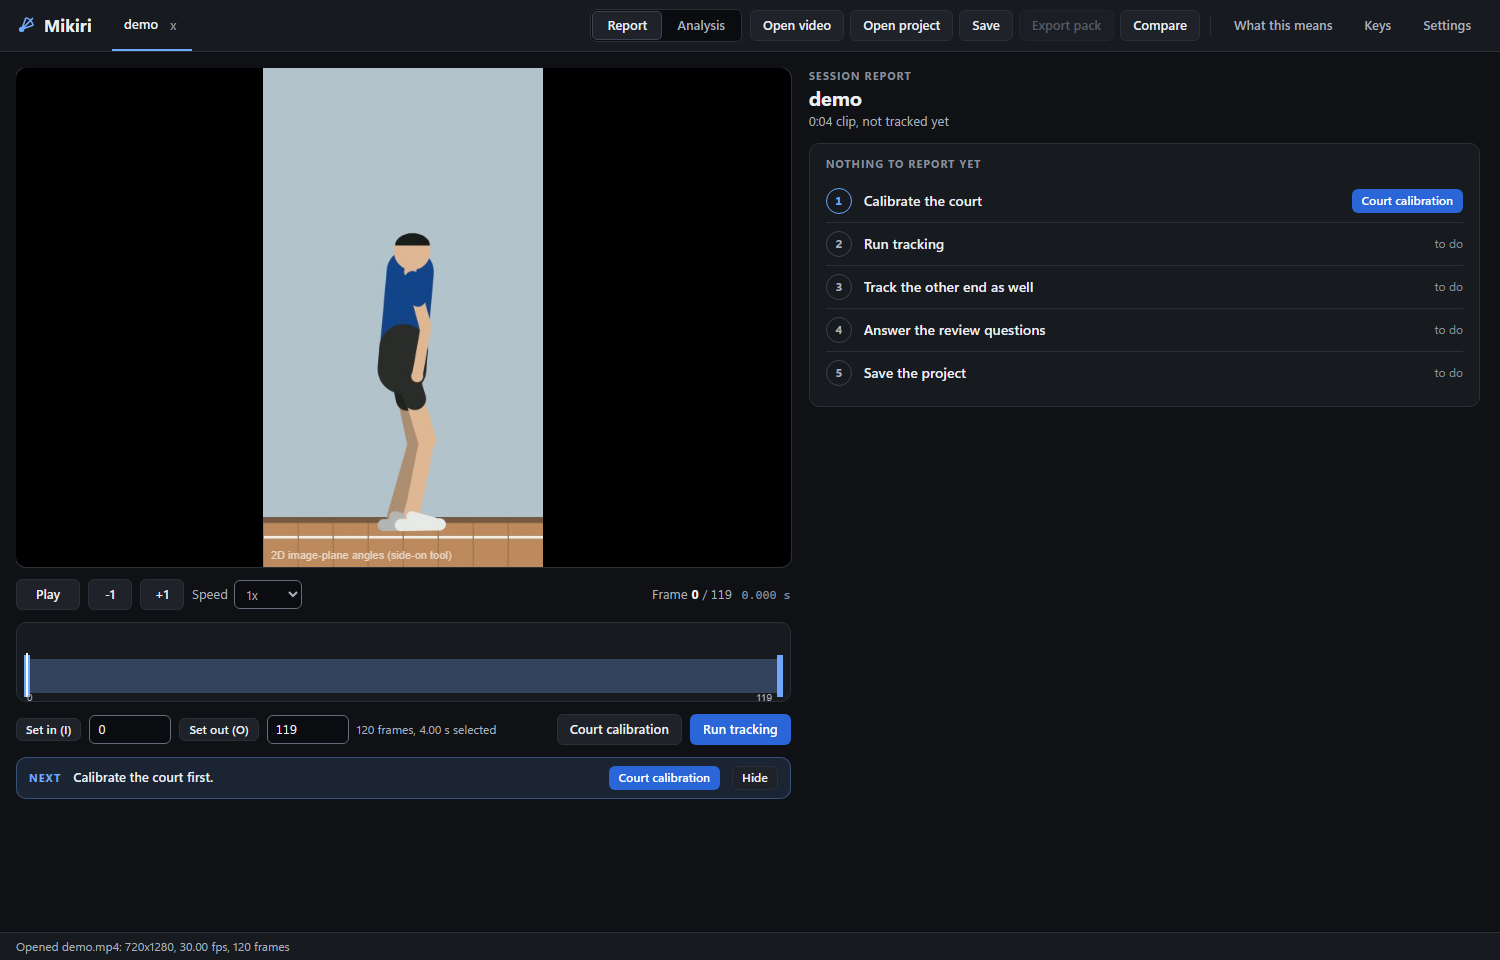 Mikiri
demo x
Report Analysis Open video Open project Save Export pack Compare What this means Keys Settings
2D image-plane angles (side-on tool)
Play -1 +1 Speed 1x Frame 0 / 119 0.000 s
0 119
Set in (I) 0 Set out (O) 119 120 frames, 4.00 s selected Court calibration Run tracking
NEXT Calibrate the court first. Court calibration Hide
SESSION REPORT
demo
0:04 clip, not tracked yet
NOTHING TO REPORT YET
1 Calibrate the court Court calibration
2 Run tracking to do
3 Track the other end as well to do
4 Answer the review questions to do
5 Save the project to do
Opened demo.mp4: 720x1280, 30.00 fps, 120 frames